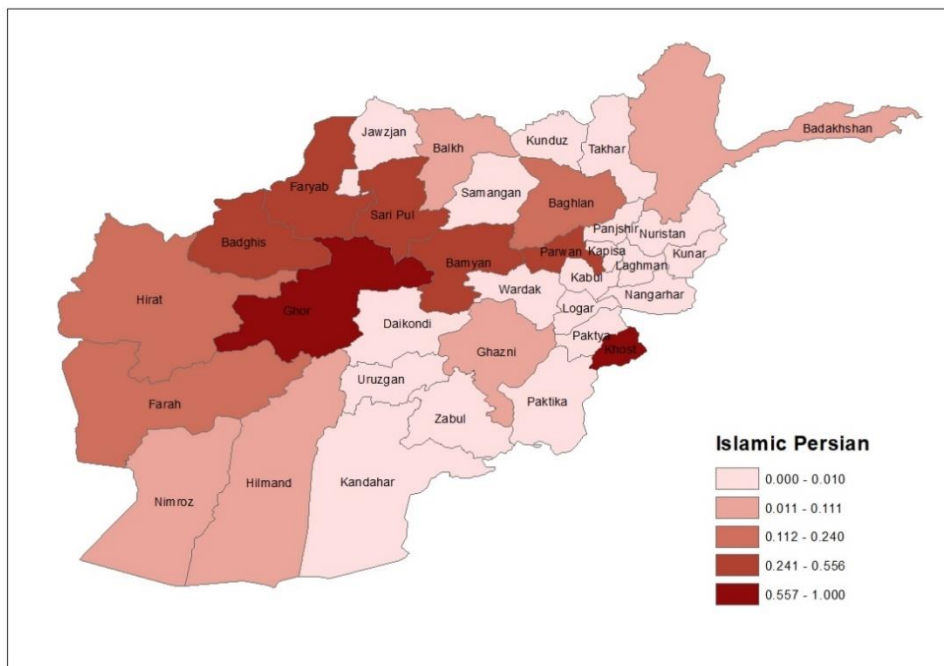 Jawzjan
Balkh
Kunduz
Takhar
Badakhshan
Faryab
Samangan
Baghlan
Sari Pul
Panjshir
Nuristan
Badghis
Bamyan
Parwan
Kapisa
Kunar
Laghman
Kabul
Hirat
Wardak
Nangarhar
Ghor
Logar
Daikondi
Paktya
Khost
Ghazni
Uruzgan
Farah
Paktika
Zabul
Kandahar
Hilmand
Nimroz
Islamic Persian
0.000 - 0.010
0.011 - 0.111
0.112 - 0.240
0.241 - 0.556
0.557 - 1.000